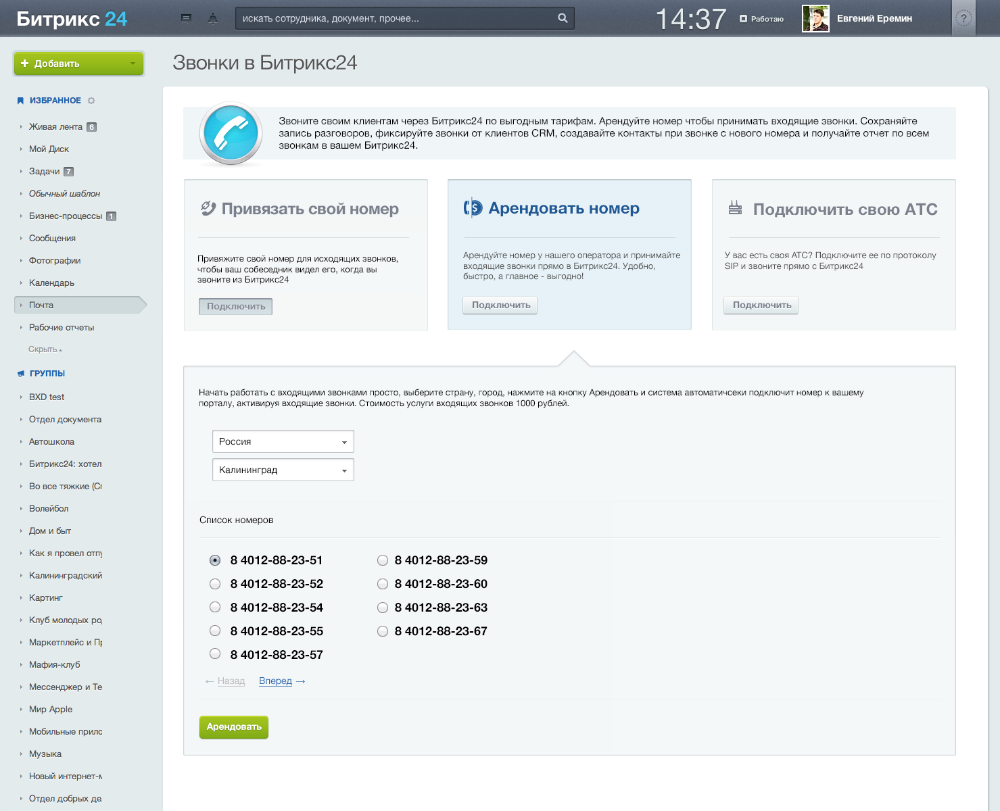 Битрикс 24
искать сотрудника, документ, прочее...
14:37
Работаю
Евгений Еремин
?
Добавить
Звонки в Битрикс24
ИЗБРАННОЕ
Живая лента 6
Мой Диск
Задачи 7
Обычный шаблон
Бизнес-процессы 1
Сообщения
Фотографии
Календарь
Почта
Рабочие отчеты
Скрыть
ГРУППЫ
BXD test
Отдел документа
Автошкола
Битрикс24: хотел
Во все тяжкие (Сп
Волейбол
Дом и быт
Как я провел отпу
Калининградский
Картинг
Клуб молодых род
Маркетплейс и Пр
Мафия-клуб
Мессенджер и Те
Мир Apple
Мобильные прило
Музыка
Новый интернет-м
Отдел добрых де
Звоните своим клиентам через Битрикс24 по выгодным тарифам. Арендуйте номер чтобы принимать входящие звонки. Сохраняйте
запись разговоров, фиксируйте звонки от клиентов CRM, создавайте контакты при звонке с нового номера и получайте отчет по всем
звонкам в вашем Битрикс24.
Привязать свой номер
Привяжите свой номер для исходящих звонков,
чтобы ваш собеседник видел его, когда вы
звоните из Битрикс24
Подключить
Арендовать номер
Арендуйте номер у нашего оператора и принимайте
входящие звонки прямо в Битрикс24. Удобно,
быстро, а главное - выгодно!
Подключить
Подключить свою АТС
У вас есть своя АТС? Подключите ее по протоколу
SIP и звоните прямо с Битрикс24
Подключить
Начать работать с входящими звонками просто, выберите страну, город, нажмите на кнопку Арендовать и система автоматичсеки подключит номер к вашему
порталу, активируя входящие звонки. Стоимость услуги входящих звонков 1000 рублей.
Россия
Калининград
Список номеров
8 4012-88-23-51
8 4012-88-23-52
8 4012-88-23-54
8 4012-88-23-55
8 4012-88-23-57
8 4012-88-23-59
8 4012-88-23-60
8 4012-88-23-63
8 4012-88-23-67
← Назад
Вперед →
Арендовать